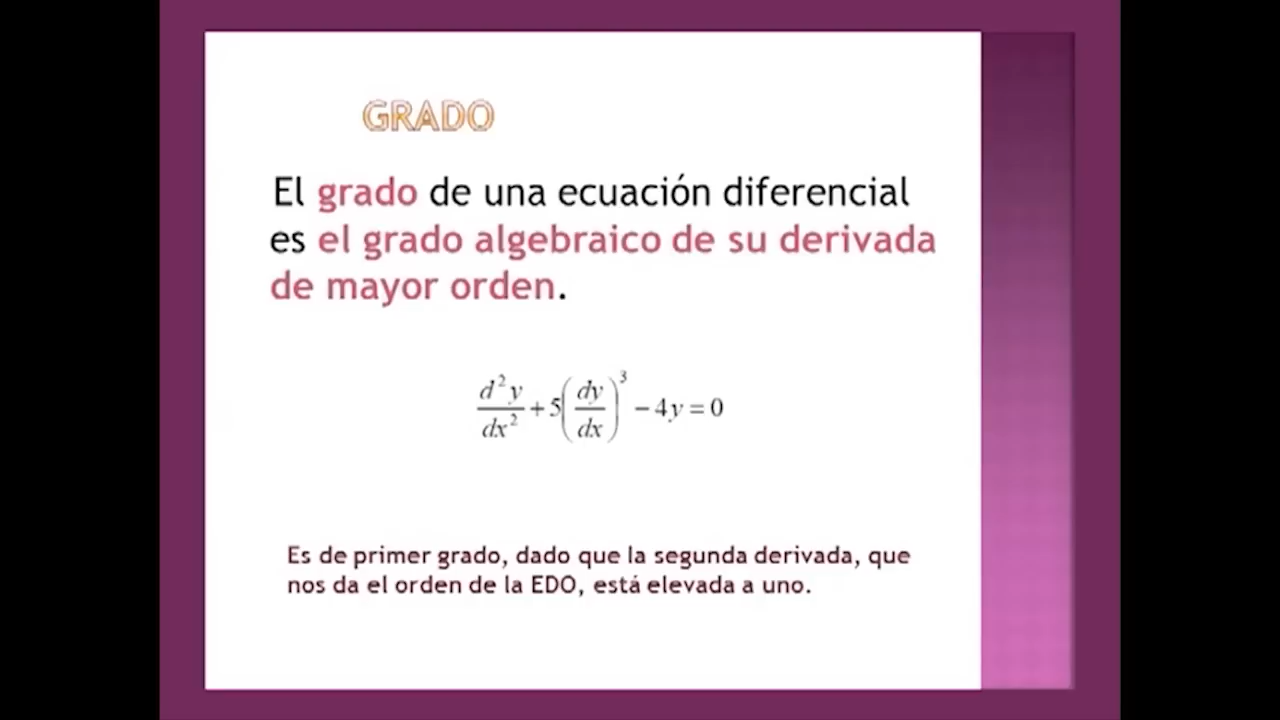 GRADO
El grado de una ecuación diferencial
es el grado algebraico de su derivada
de mayor orden.
d²y/dx² + 5(dy/dx)³ − 4y = 0
Es de primer grado, dado que la segunda derivada, que
nos da el orden de la EDO, está elevada a uno.